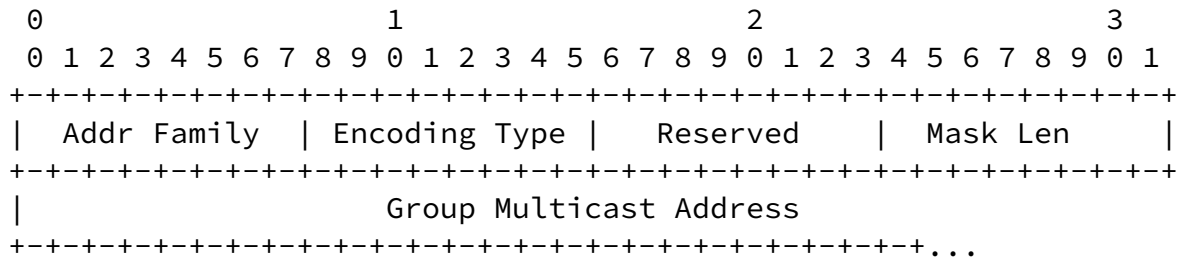 0                   1                   2                   3
 0 1 2 3 4 5 6 7 8 9 0 1 2 3 4 5 6 7 8 9 0 1 2 3 4 5 6 7 8 9 0 1
+-+-+-+-+-+-+-+-+-+-+-+-+-+-+-+-+-+-+-+-+-+-+-+-+-+-+-+-+-+-+-+-+
|  Addr Family  | Encoding Type |   Reserved    |  Mask Len     |
+-+-+-+-+-+-+-+-+-+-+-+-+-+-+-+-+-+-+-+-+-+-+-+-+-+-+-+-+-+-+-+-+
|                    Group Multicast Address
+-+-+-+-+-+-+-+-+-+-+-+-+-+-+-+-+-+-+-+-+-+-+-+-+-+...